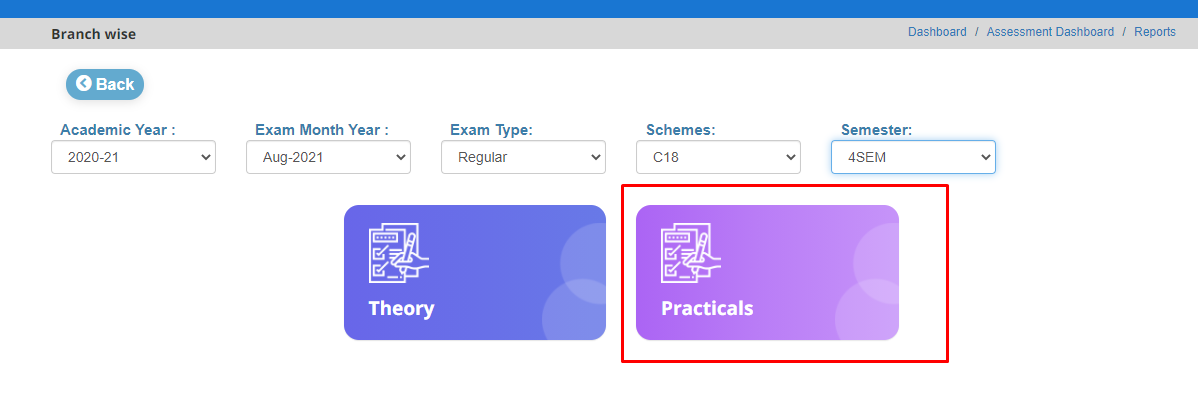 Branch wise
Dashboard / Assessment Dashboard / Reports
Back
Academic Year : Exam Month Year : Exam Type: Schemes: Semester:
2020-21 Aug-2021 Regular C18 4SEM
Theory Practicals